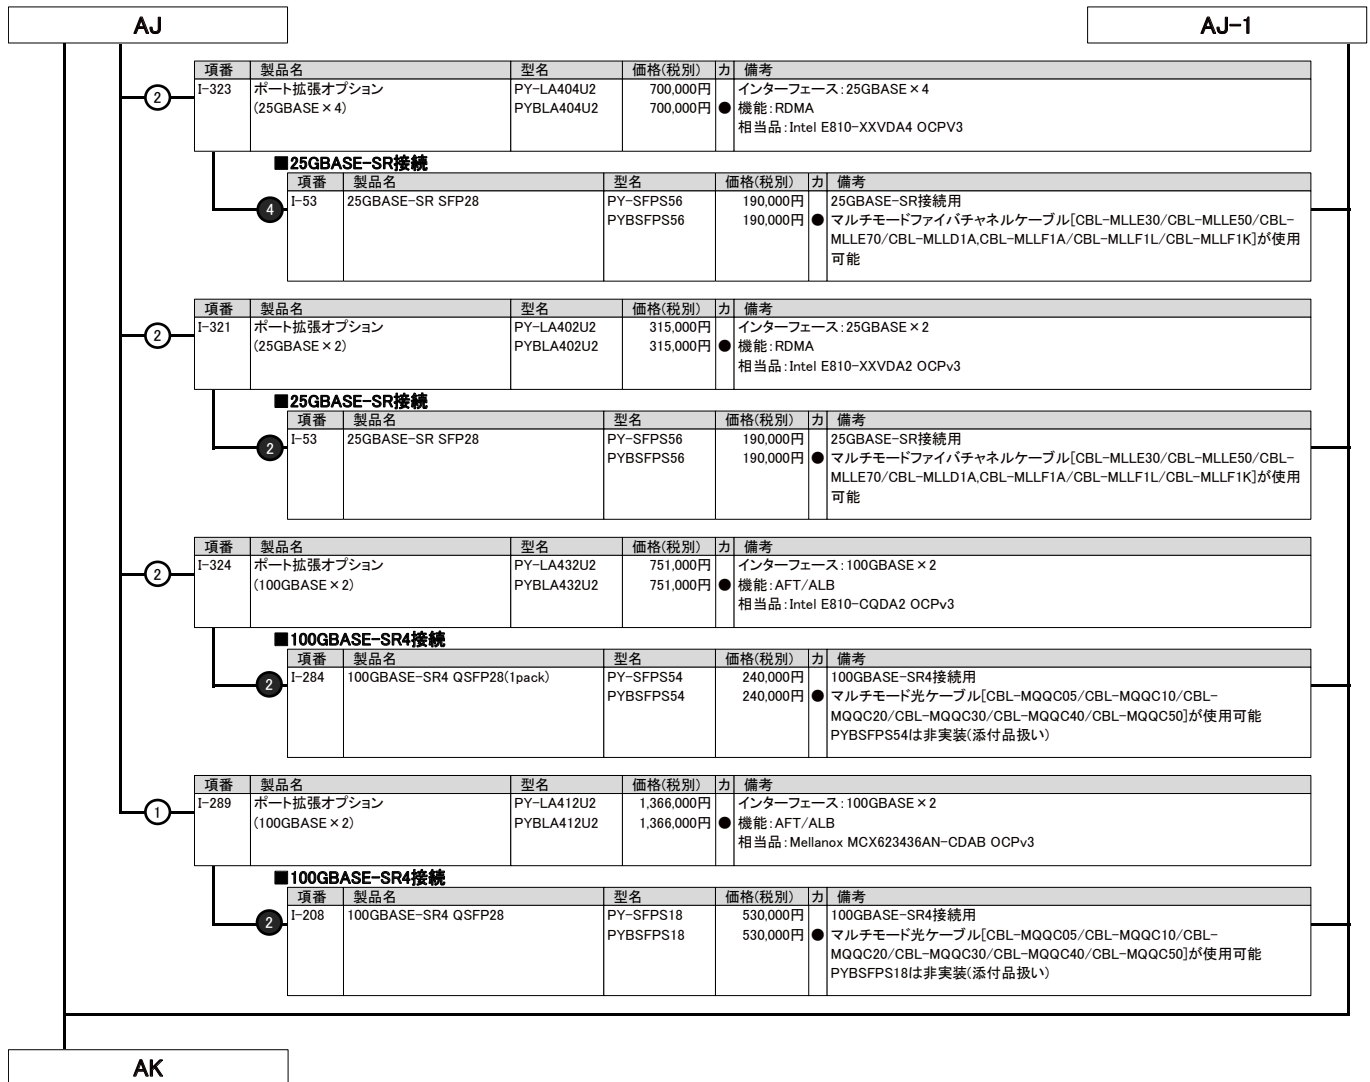 AJ
AJ-1
項番 製品名 型名 価格(税別) カ 備考
2
I-323 ポート拡張オプション PY-LA404U2 700,000円 インターフェース:25GBASE×4
(25GBASE×4) PYBLA404U2 700,000円 ● 機能:RDMA
相当品:Intel E810-XXVDA4 OCPV3
■25GBASE-SR接続
項番 製品名 型名 価格(税別) カ 備考
4
I-53 25GBASE-SR SFP28 PY-SFPS56 190,000円 25GBASE-SR接続用
PYBSFPS56 190,000円 ● マルチモードファイバチャネルケーブル[CBL-MLLE30/CBL-MLLE50/CBL-
MLLE70/CBL-MLLD1A,CBL-MLLF1A/CBL-MLLF1L/CBL-MLLF1K]が使用
可能
項番 製品名 型名 価格(税別) カ 備考
2
I-321 ポート拡張オプション PY-LA402U2 315,000円 インターフェース:25GBASE×2
(25GBASE×2) PYBLA402U2 315,000円 ● 機能:RDMA
相当品:Intel E810-XXVDA2 OCPv3
■25GBASE-SR接続
項番 製品名 型名 価格(税別) カ 備考
2
I-53 25GBASE-SR SFP28 PY-SFPS56 190,000円 25GBASE-SR接続用
PYBSFPS56 190,000円 ● マルチモードファイバチャネルケーブル[CBL-MLLE30/CBL-MLLE50/CBL-
MLLE70/CBL-MLLD1A,CBL-MLLF1A/CBL-MLLF1L/CBL-MLLF1K]が使用
可能
項番 製品名 型名 価格(税別) カ 備考
2
I-324 ポート拡張オプション PY-LA432U2 751,000円 インターフェース:100GBASE×2
(100GBASE×2) PYBLA432U2 751,000円 ● 機能:AFT/ALB
相当品:Intel E810-CQDA2 OCPv3
■100GBASE-SR4接続
項番 製品名 型名 価格(税別) カ 備考
2
I-284 100GBASE-SR4 QSFP28(1pack) PY-SFPS54 240,000円 100GBASE-SR4接続用
PYBSFPS54 240,000円 ● マルチモード光ケーブル[CBL-MQQC05/CBL-MQQC10/CBL-
MQQC20/CBL-MQQC30/CBL-MQQC40/CBL-MQQC50]が使用可能
PYBSFPS54は非実装(添付品扱い)
項番 製品名 型名 価格(税別) カ 備考
1
I-289 ポート拡張オプション PY-LA412U2 1,366,000円 インターフェース:100GBASE×2
(100GBASE×2) PYBLA412U2 1,366,000円 ● 機能:AFT/ALB
相当品:Mellanox MCX623436AN-CDAB OCPv3
■100GBASE-SR4接続
項番 製品名 型名 価格(税別) カ 備考
2
I-208 100GBASE-SR4 QSFP28 PY-SFPS18 530,000円 100GBASE-SR4接続用
PYBSFPS18 530,000円 ● マルチモード光ケーブル[CBL-MQQC05/CBL-MQQC10/CBL-
MQQC20/CBL-MQQC30/CBL-MQQC40/CBL-MQQC50]が使用可能
PYBSFPS18は非実装(添付品扱い)
AK